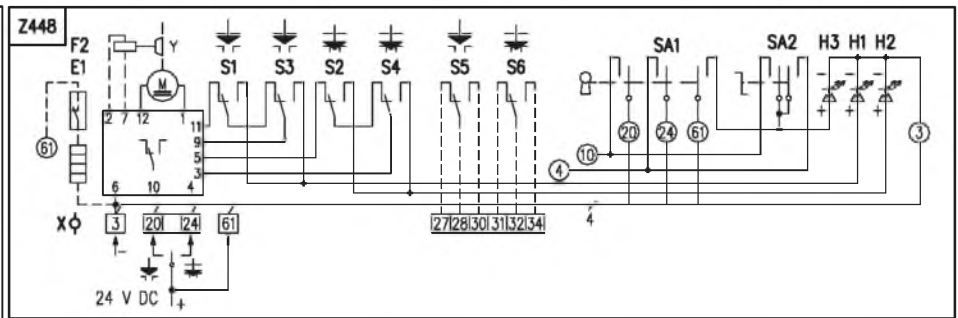 Z448
F2
E1
Y
S1 S3 S2 S4 S5 S6 SA1 SA2 H3 H1 H2
M
2 7 12 1
11
9
5
3
6 10 4
61
20 24 61
10
4
3
- - -
+ + +
4
X 3 20 24 61
27 28 30 31 32 34
-
24 V DC +